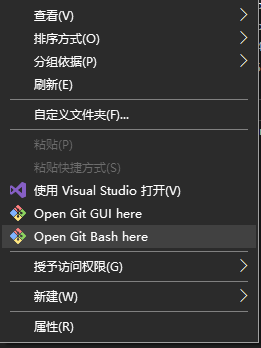 查看(V)
排序方式(O)
分组依据(P)
刷新(E)
自定义文件夹(F)...
粘贴(P)
粘贴快捷方式(S)
使用 Visual Studio 打开(V)
Open Git GUI here
Open Git Bash here
授予访问权限(G)
新建(W)
属性(R)